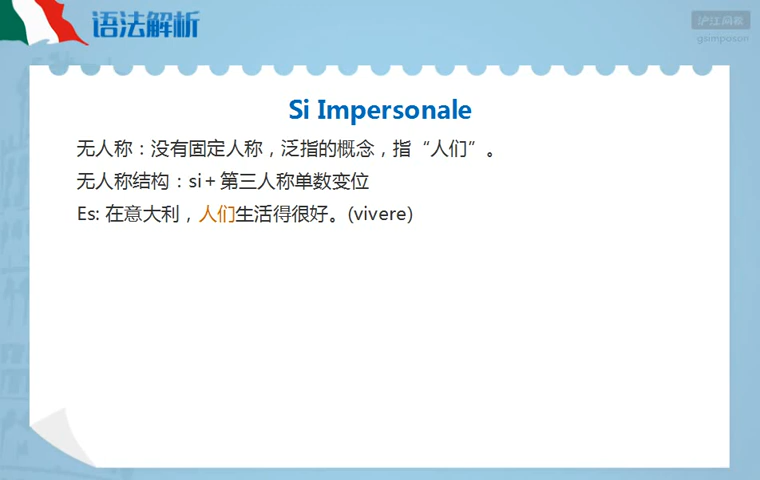 语法解析
沪江网校
gsimposon
Si Impersonale
无人称：没有固定人称，泛指的概念，指“人们”。
无人称结构：si＋第三人称单数变位
Es: 在意大利，人们生活得很好。(vivere)